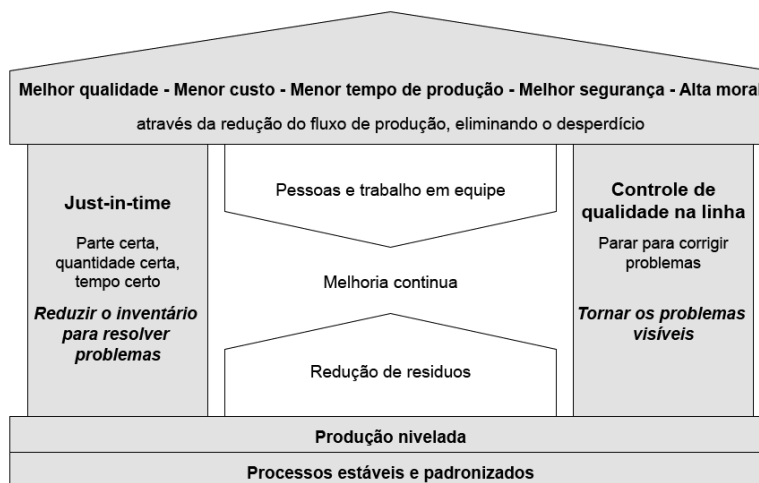 Melhor qualidade - Menor custo - Menor tempo de produção - Melhor segurança - Alta moral
através da redução do fluxo de produção, eliminando o desperdício
Just-in-time
Parte certa,
quantidade certa,
tempo certo
Reduzir o inventário
para resolver
problemas
Pessoas e trabalho em equipe
Melhoria continua
Redução de residuos
Controle de
qualidade na linha
Parar para corrigir
problemas
Tornar os problemas
visíveis
Produção nivelada
Processos estáveis e padronizados